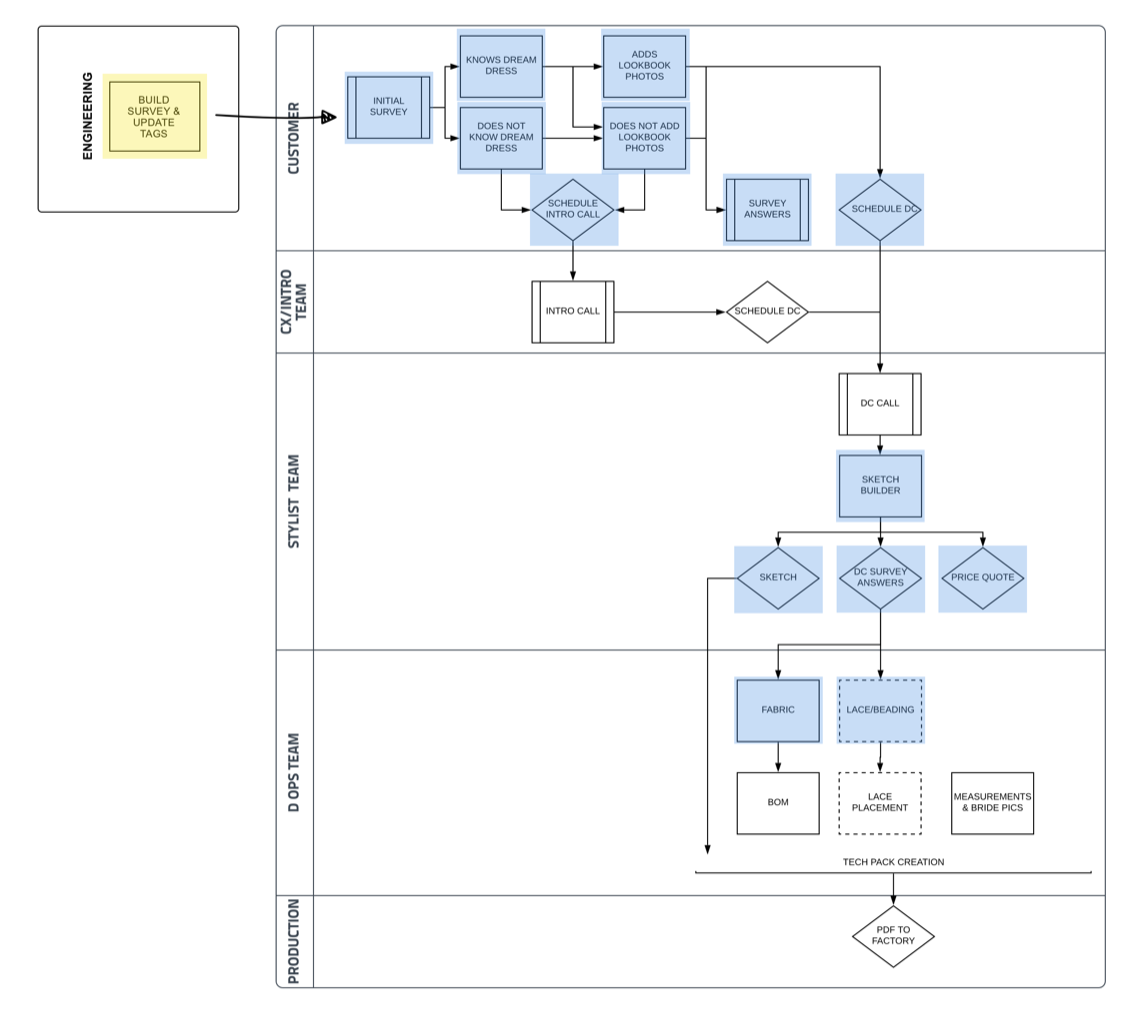 ENGINEERING
BUILD
SURVEY &
UPDATE
TAGS
CUSTOMER
INITIAL
SURVEY
KNOWS DREAM
DRESS
ADDS
LOOKBOOK
PHOTOS
DOES NOT
KNOW DREAM
DRESS
DOES NOT ADD
LOOKBOOK
PHOTOS
SCHEDULE
INTRO CALL
SURVEY
ANSWERS
SCHEDULE DC
CX/INTRO
TEAM
INTRO CALL
SCHEDULE DC
STYLIST TEAM
DC CALL
SKETCH
BUILDER
SKETCH
DC SURVEY
ANSWERS
PRICE QUOTE
D OPS TEAM
FABRIC
LACE/BEADING
BOM
LACE
PLACEMENT
MEASUREMENTS
& BRIDE PICS
TECH PACK CREATION
PRODUCTION
PDF TO
FACTORY